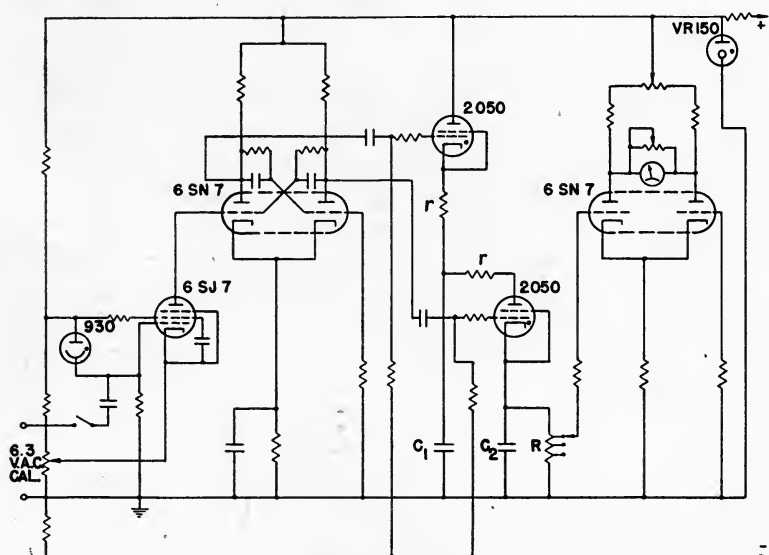 VR150
+
2050
6 SN 7
6 SN 7
r
r
2050
6 SJ 7
930
6.3
V.A.C.
CAL.
C₁
C₂
R
-